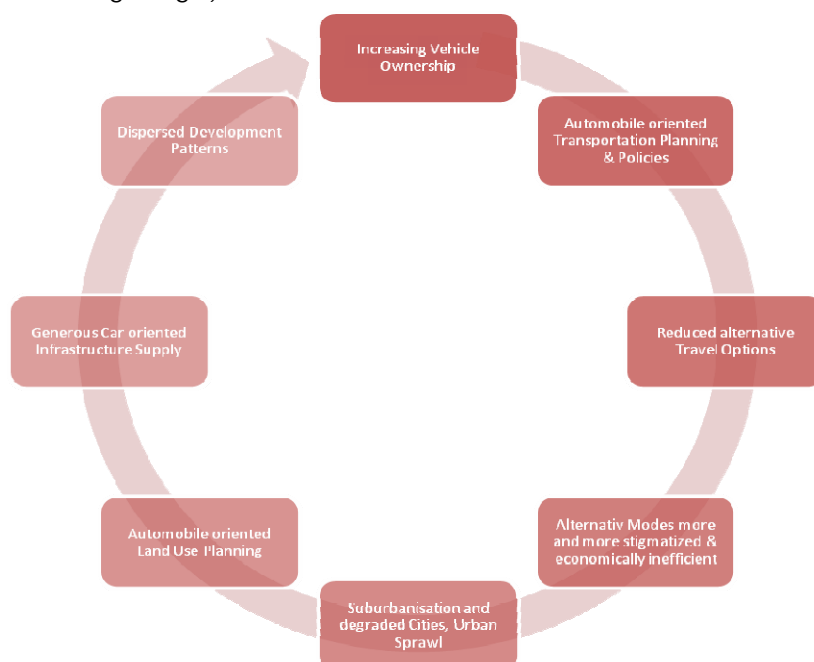 Increasing Vehicle
Ownership
Automobile oriented
Transportation Planning
& Policies
Reduced alternative
Travel Options
Alternativ Modes more
and more stigmatized &
economically inefficient
Suburbanisation and
degraded Cities, Urban
Sprawl
Automobile oriented
Land Use Planning
Generous Car oriented
Infrastructure Supply
Dispersed Development
Patterns